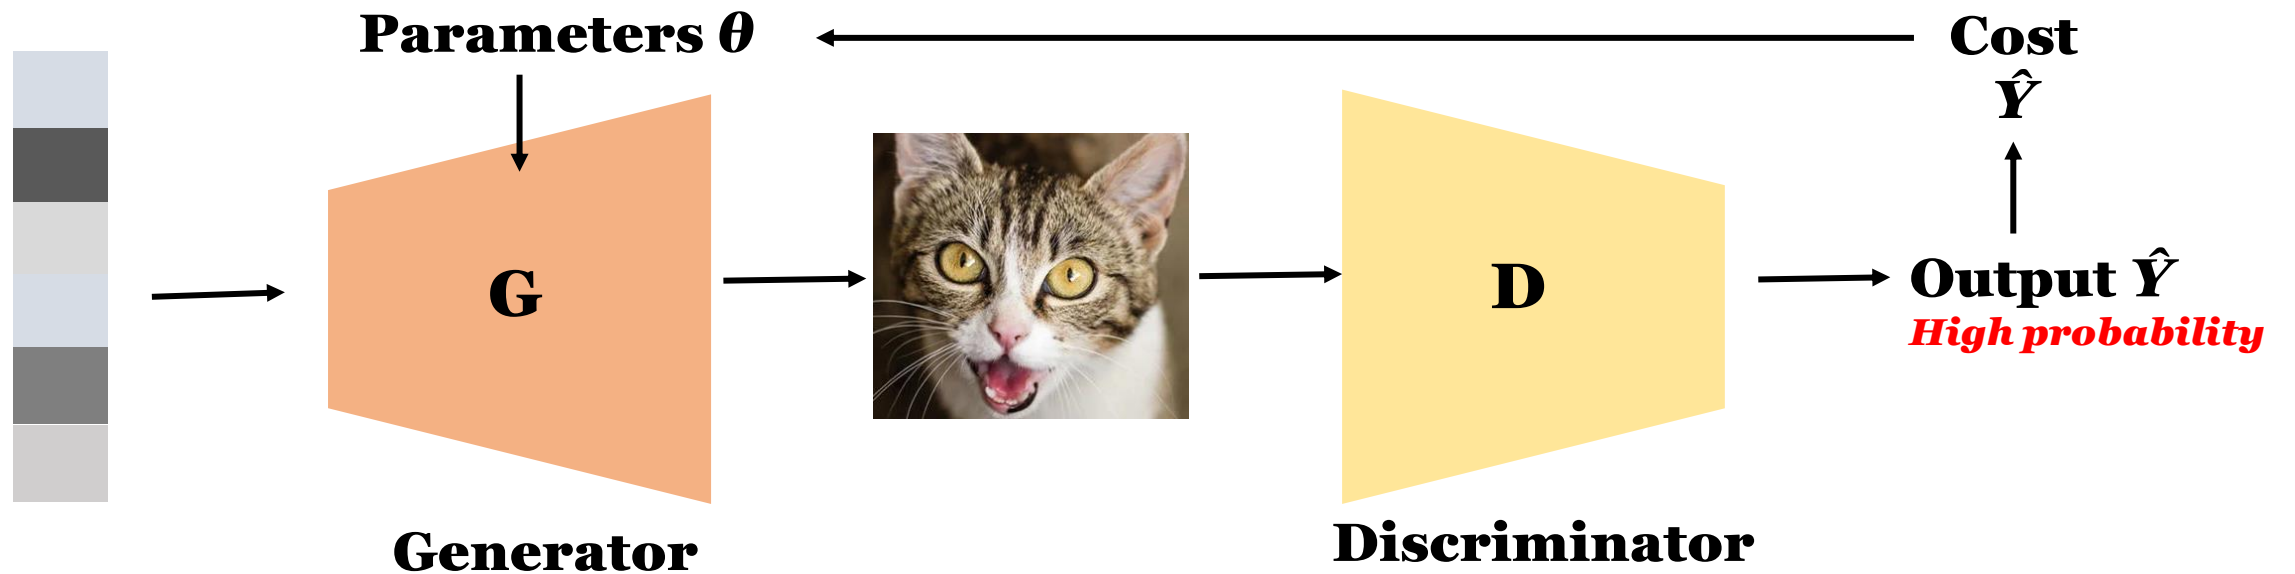 Parameters θ
Cost
Ŷ
G
D
Output Ŷ
High probability
Generator
Discriminator